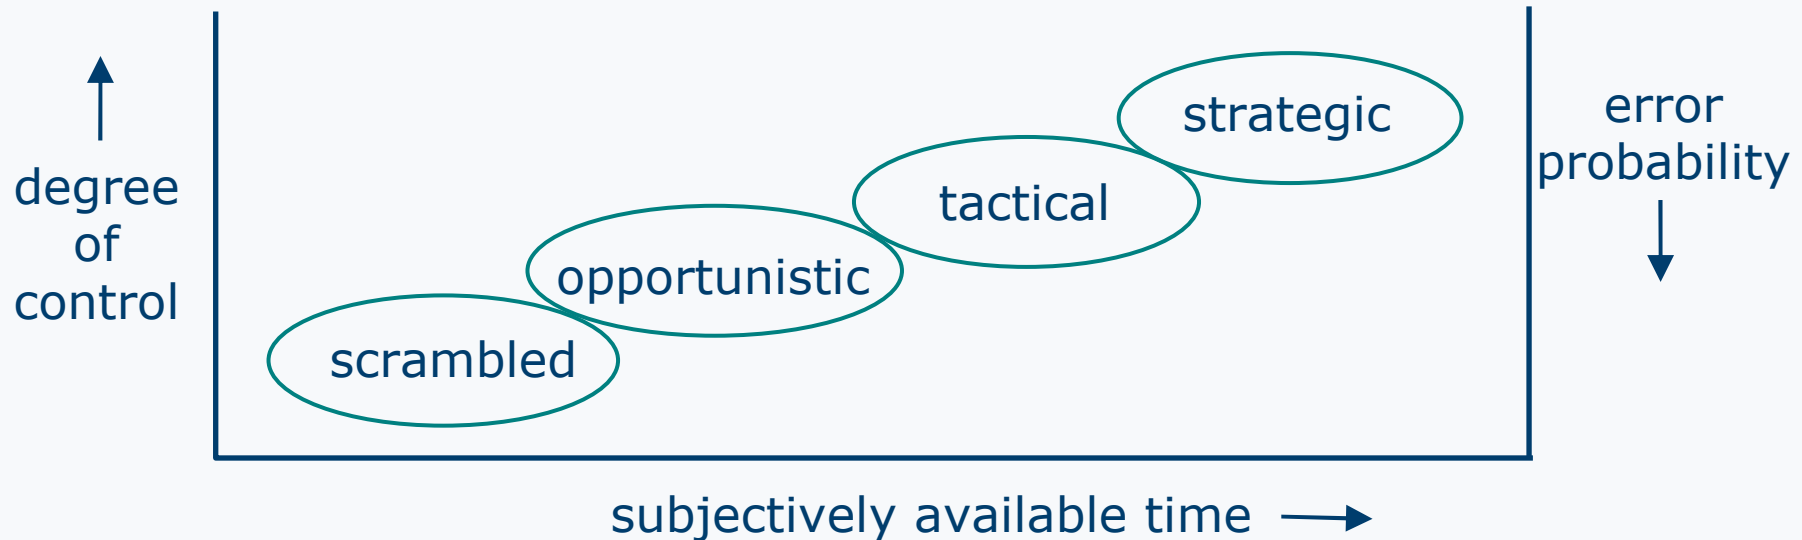 degree
of
control
scrambled
opportunistic
tactical
strategic
error
probability
subjectively available time